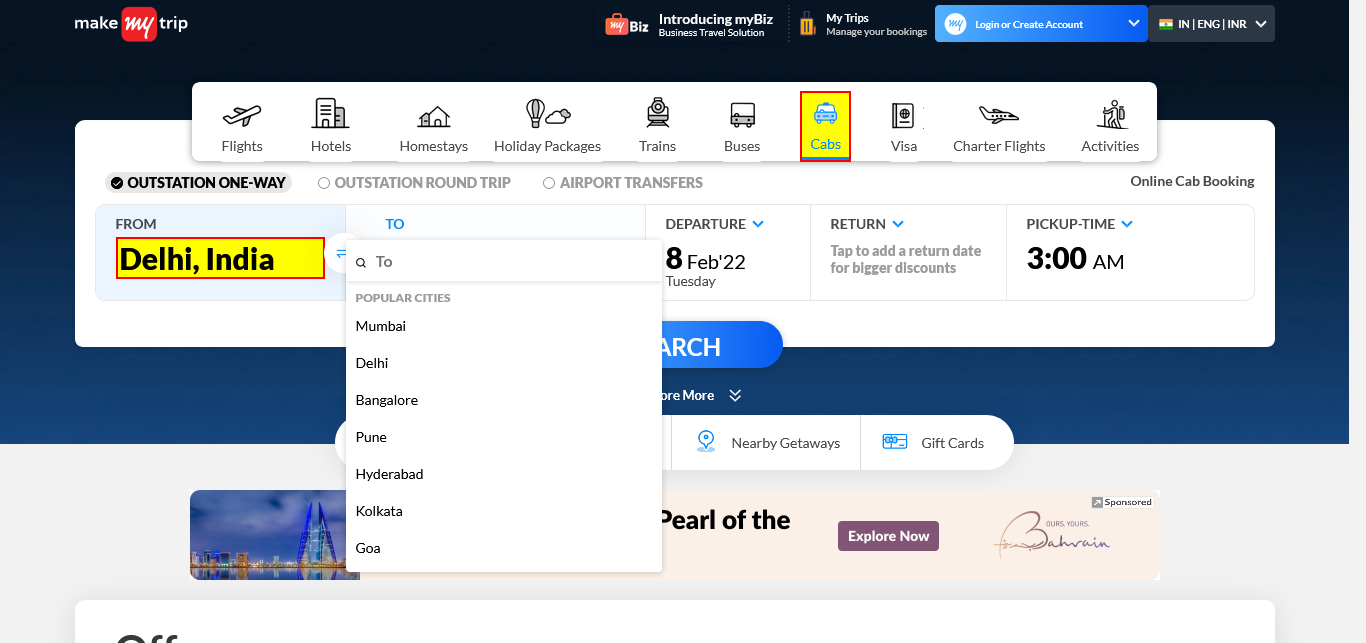 make my trip
my Biz
Introducing myBiz
Business Travel Solution
My Trips
Manage your bookings
my
Login or Create Account
IN | ENG | INR
Flights
Hotels
Homestays
Holiday Packages
Trains
Buses
Cabs
Visa
Charter Flights
Activities
OUTSTATION ONE-WAY
OUTSTATION ROUND TRIP
AIRPORT TRANSFERS
Online Cab Booking
FROM
Delhi, India
TO
DEPARTURE
8 Feb'22
Tuesday
RETURN
Tap to add a return date
for bigger discounts
PICKUP-TIME
3:00 AM
To
POPULAR CITIES
Mumbai
Delhi
Bangalore
Pune
Hyderabad
Kolkata
Goa
ARCH
ore More
Nearby Getaways
Gift Cards
Pearl of the
Explore Now
Sponsored
OURS. YOURS.
Bahrain
Off